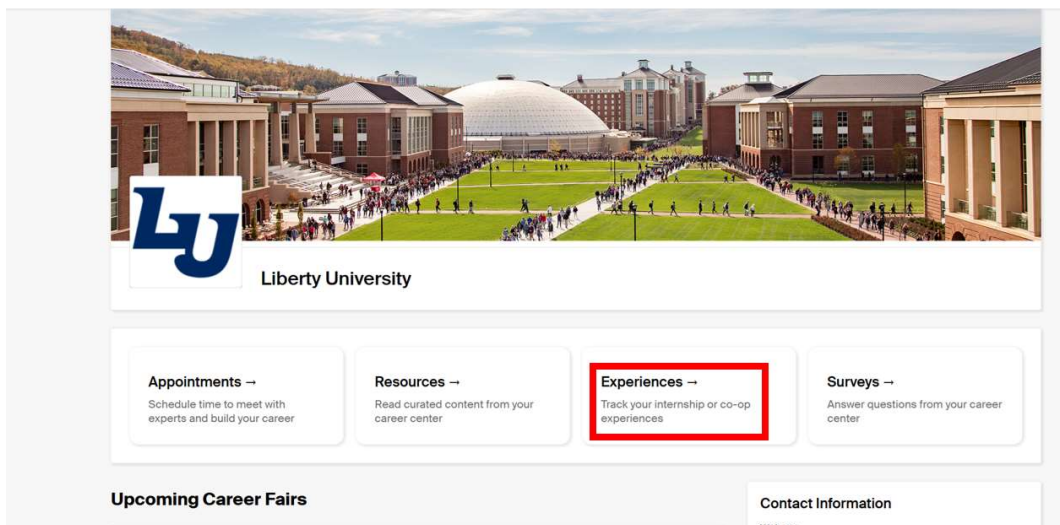 LU
Liberty University
Appointments →
Schedule time to meet with
experts and build your career
Resources →
Read curated content from your
career center
Experiences →
Track your internship or co-op
experiences
Surveys →
Answer questions from your career
center
Upcoming Career Fairs
Contact Information